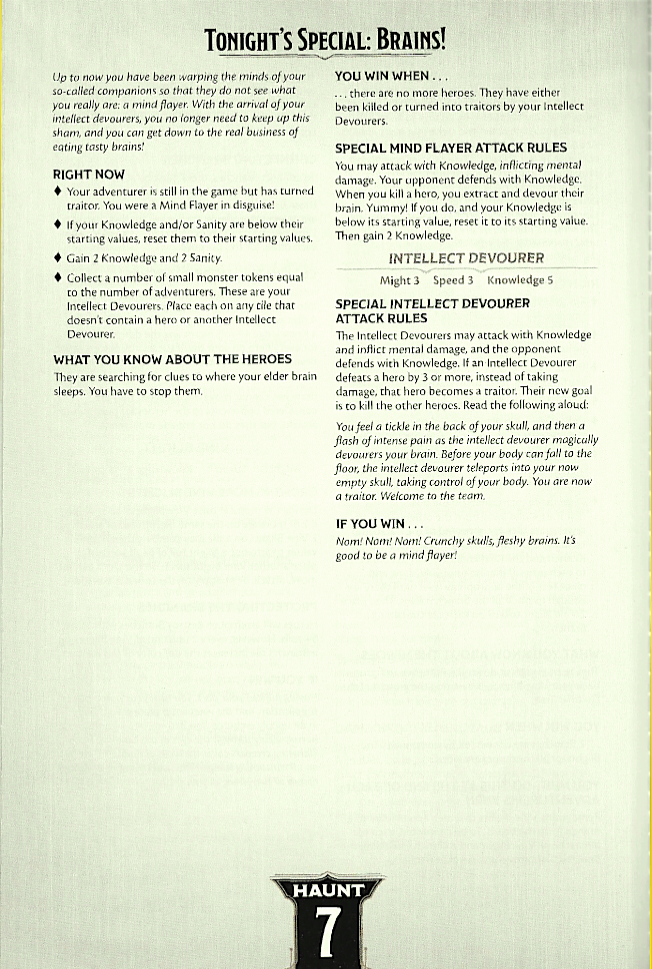 TONIGHT'S SPECIAL: BRAINS!
Up to now you have been warping the minds of your
so-called companions so that they do not see what
you really are: a mind flayer. With the arrival of your
intellect devourers, you no longer need to keep up this
sham, and you can get down to the real business of
eating tasty brains!
RIGHT NOW
♦ Your adventurer is still in the game but has turned
traitor. You were a Mind Flayer in disguise!
♦ If your Knowledge and/or Sanity are below their
starting values, reset them to their starting values.
♦ Gain 2 Knowledge and 2 Sanity.
♦ Collect a number of small monster tokens equal
to the number of adventurers. These are your
Intellect Devourers. Place each on any tile that
doesn't contain a hero or another Intellect
Devourer.
WHAT YOU KNOW ABOUT THE HEROES
They are searching for clues to where your elder brain
sleeps. You have to stop them.
YOU WIN WHEN . . .
. . . there are no more heroes. They have either
been killed or turned into traitors by your Intellect
Devourers.
SPECIAL MIND FLAYER ATTACK RULES
You may attack with Knowledge, inflicting mental
damage. Your opponent defends with Knowledge.
When you kill a hero, you extract and devour their
brain. Yummy! If you do, and your Knowledge is
below its starting value, reset it to its starting value.
Then gain 2 Knowledge.
INTELLECT DEVOURER
Might 3 Speed 3 Knowledge 5
SPECIAL INTELLECT DEVOURER
ATTACK RULES
The Intellect Devourers may attack with Knowledge
and inflict mental damage, and the opponent
defends with Knowledge. If an Intellect Devourer
defeats a hero by 3 or more, instead of taking
damage, that hero becomes a traitor. Their new goal
is to kill the other heroes. Read the following aloud:
You feel a tickle in the back of your skull, and then a
flash of intense pain as the intellect devourer magically
devours your brain. Before your body can fall to the
floor, the intellect devourer teleports into your now
empty skull, taking control of your body. You are now
a traitor. Welcome to the team.
IF YOU WIN . . .
Nom! Nom! Nom! Crunchy skulls, fleshy brains. It's
good to be a mind flayer!
HAUNT
7